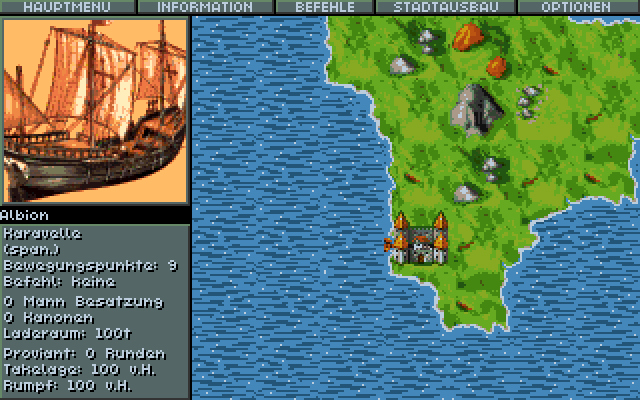 HAUPTMENU
INFORMATION
BEFEHLE
STADTAUSBAU
OPTIONEN
Albion
Karavelle
(span.)
Bewegungspunkte: 9
Befehl: keine
0 Mann Besatzung
0 Kanonen
Laderaum: 100t
Proviant: 0 Runden
Takelage: 100 v.H.
Rumpf: 100 v.H.